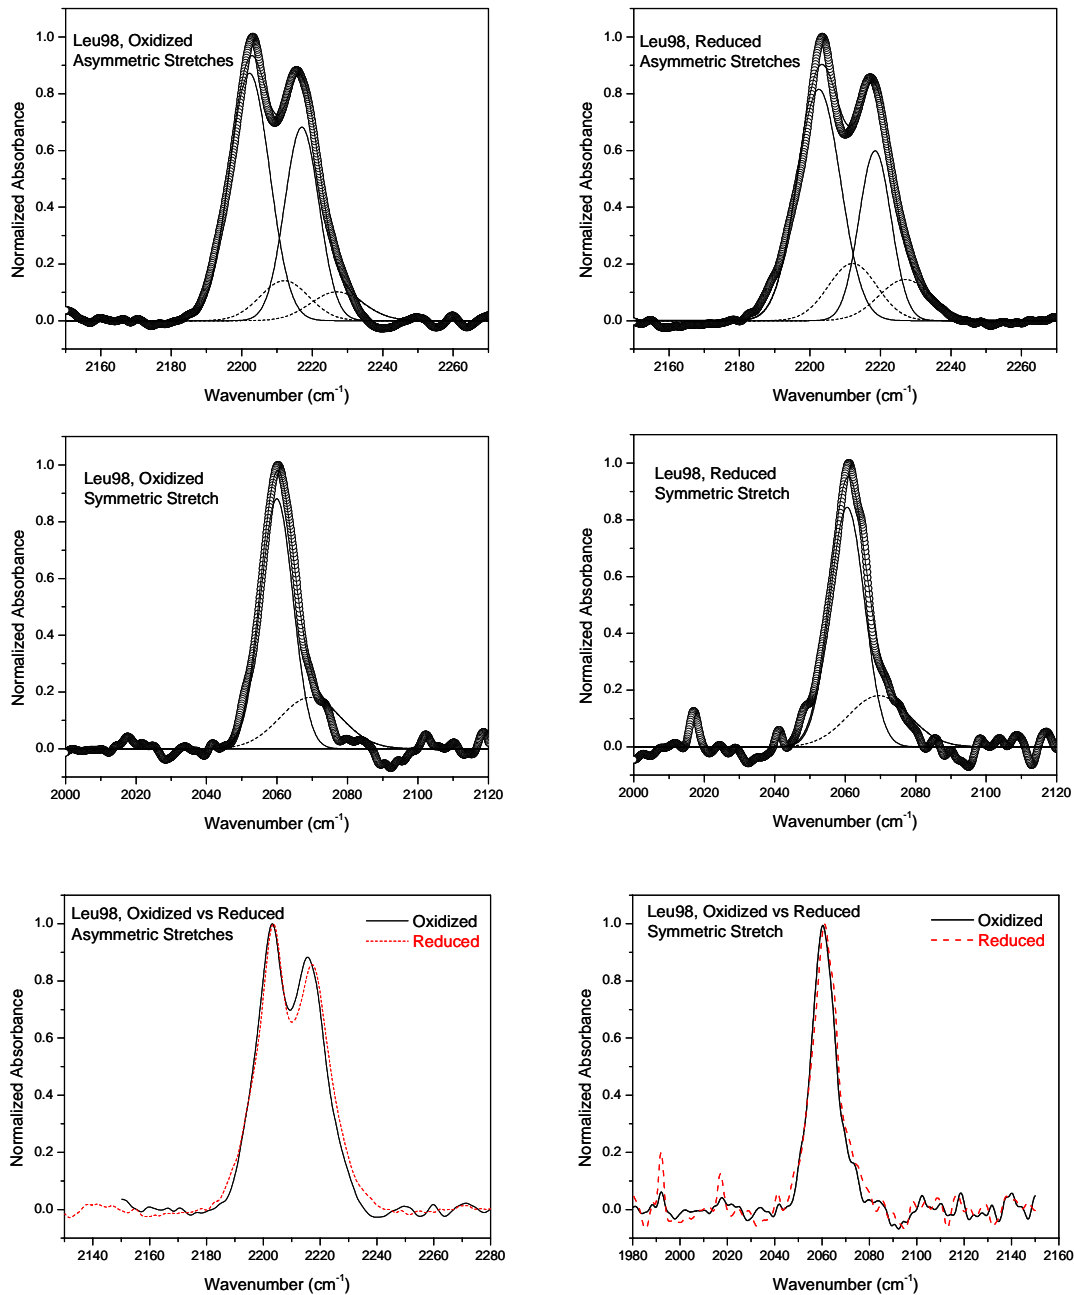 Leu98, Oxidized
Asymmetric Stretches
1.0
0.8
0.6
0.4
0.2
0.0
Normalized Absorbance
2160 2180 2200 2220 2240 2260
Wavenumber (cm-1)
Leu98, Reduced
Asymmetric Stretches
1.0
0.8
0.6
0.4
0.2
0.0
Normalized Absorbance
2160 2180 2200 2220 2240 2260
Wavenumber (cm-1)
Leu98, Oxidized
Symmetric Stretch
1.0
0.8
0.6
0.4
0.2
0.0
Normalized Absorbance
2000 2020 2040 2060 2080 2100 2120
Wavenumber (cm-1)
Leu98, Reduced
Symmetric Stretch
1.0
0.8
0.6
0.4
0.2
0.0
Normalized Absorbance
2000 2020 2040 2060 2080 2100 2120
Wavenumber (cm-1)
Leu98, Oxidized vs Reduced
Asymmetric Stretches
Oxidized
Reduced
1.0
0.8
0.6
0.4
0.2
0.0
Normalized Absorbance
2140 2160 2180 2200 2220 2240 2260 2280
Wavenumber (cm-1)
Leu98, Oxidized vs Reduced
Symmetric Stretch
Oxidized
Reduced
1.0
0.8
0.6
0.4
0.2
0.0
Normalized Absorbance
1980 2000 2020 2040 2060 2080 2100 2120 2140 2160
Wavenumber (cm-1)